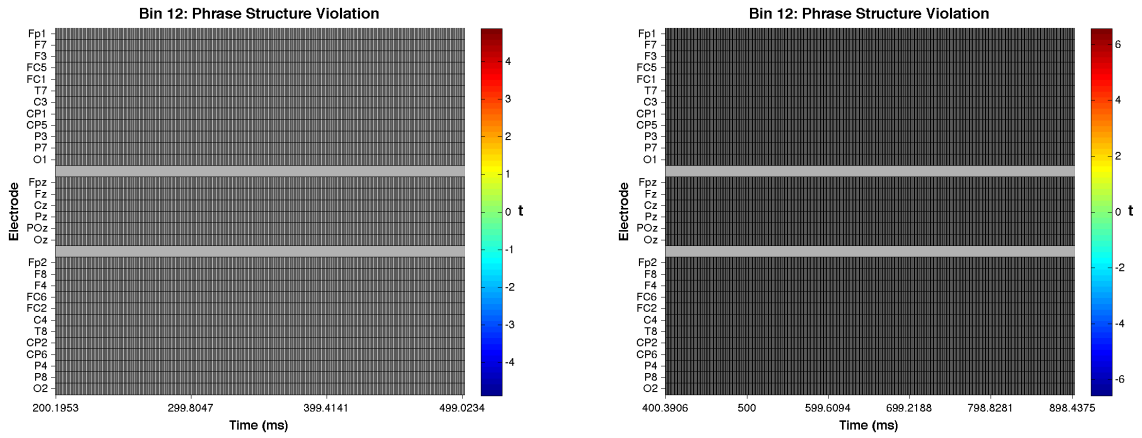 Bin 12: Phrase Structure Violation
Electrode
Fp1
F7
F3
FC5
FC1
T7
C3
CP1
CP5
P3
P7
O1
Fpz
Fz
Cz
Pz
POz
Oz
Fp2
F8
F4
FC6
FC2
C4
T8
CP2
CP6
P4
P8
O2
200.1953 299.8047 399.4141 499.0234
Time (ms)
4
3
2
1
0
-1
-2
-3
-4
t
Bin 12: Phrase Structure Violation
Electrode
Fp1
F7
F3
FC5
FC1
T7
C3
CP1
CP5
P3
P7
O1
Fpz
Fz
Cz
Pz
POz
Oz
Fp2
F8
F4
FC6
FC2
C4
T8
CP2
CP6
P4
P8
O2
400.3906 500 599.6094 699.2188 798.8281 898.4375
Time (ms)
6
4
2
0
-2
-4
-6
t